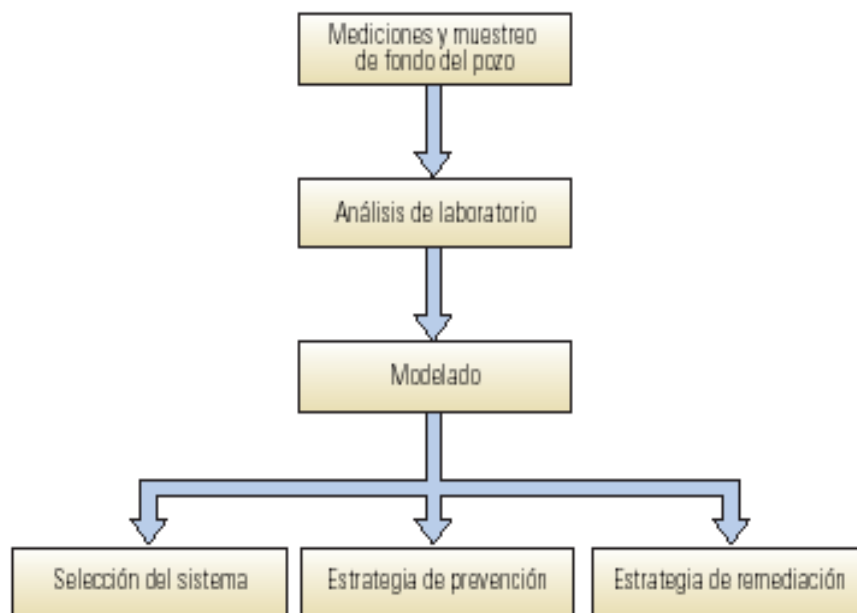 Mediciones y muestreo
de fondo del pozo
Análisis de laboratorio
Modelado
Selección del sistema
Estrategia de prevención
Estrategia de remediación